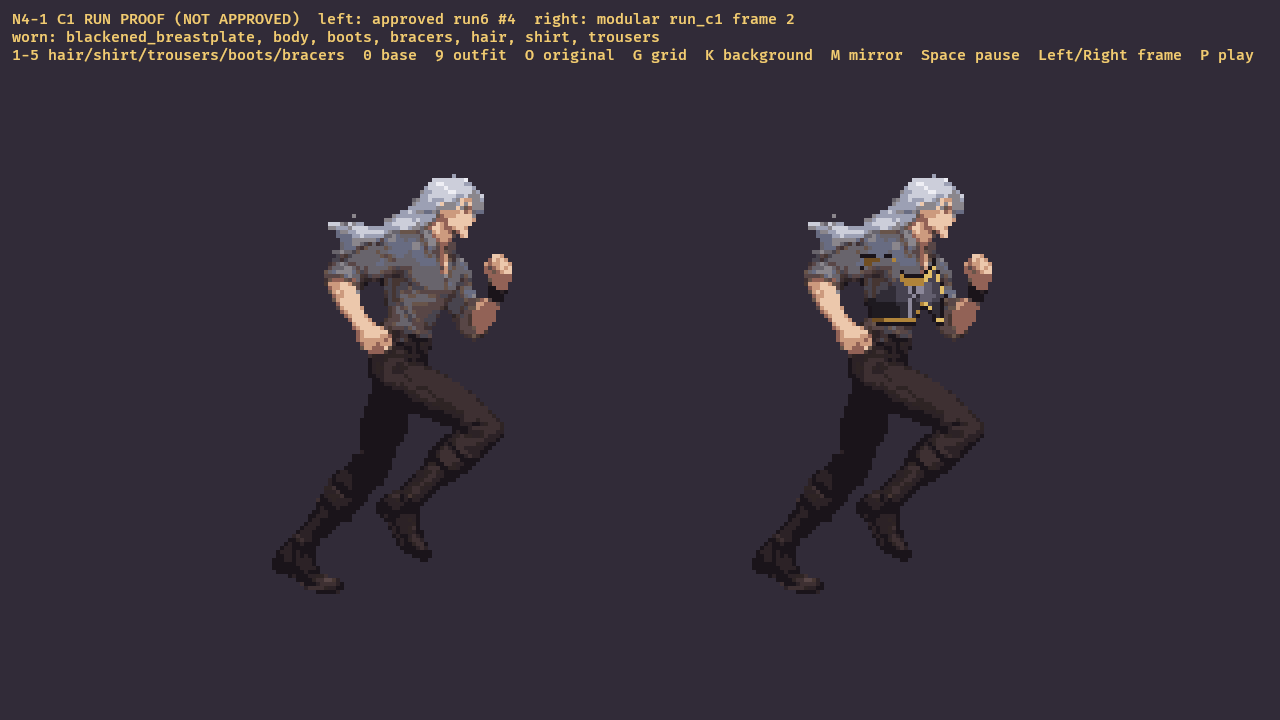 N4-1 C1 RUN PROOF (NOT APPROVED)  left: approved run6 #4  right: modular run_c1 frame 2
worn: blackened_breastplate, body, boots, bracers, hair, shirt, trousers
1-5 hair/shirt/trousers/boots/bracers  0 base  9 outfit  O original  G grid  K background  M mirror  Space pause  Left/Right frame  P play